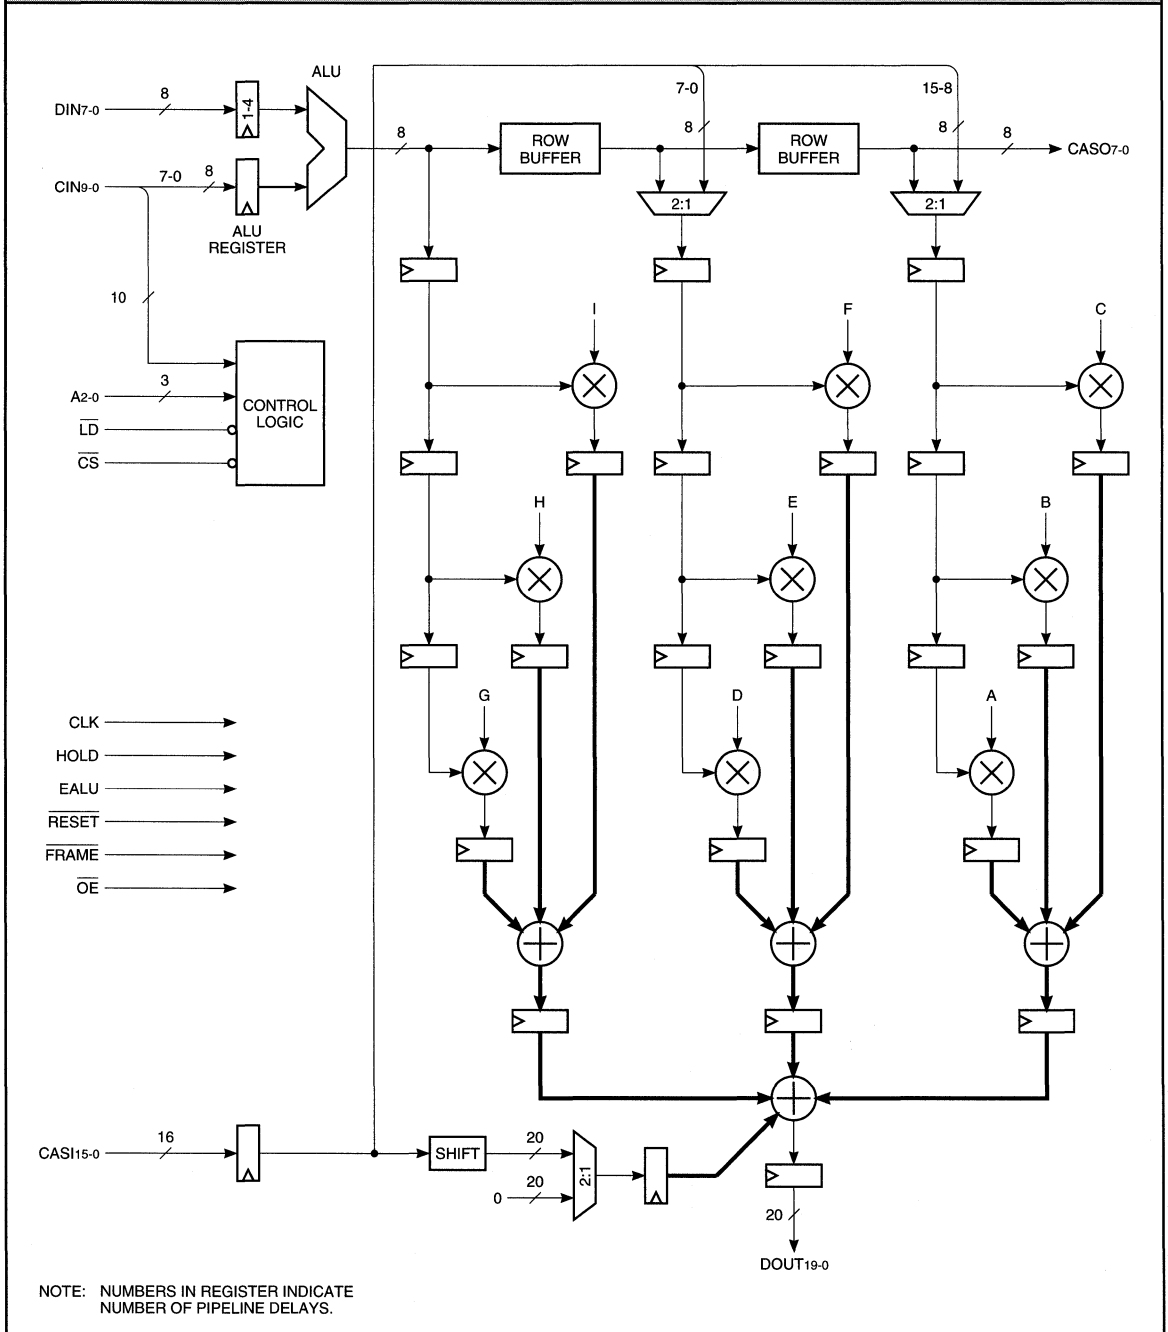 ALU
7-0
15-8
DIN7-0
8
1-4
8
ROW
BUFFER
8
ROW
BUFFER
8
8
CASO7-0
CIN9-0
7-0
8
2:1
2:1
ALU
REGISTER
10
I
F
C
A2-0
3
CONTROL
LOGIC
LD
CS
H
E
B
G
D
A
CLK
HOLD
EALU
RESET
FRAME
OE
CASI15-0
16
SHIFT
20
2:1
0
20
20
DOUT19-0
NOTE: NUMBERS IN REGISTER INDICATE
NUMBER OF PIPELINE DELAYS.